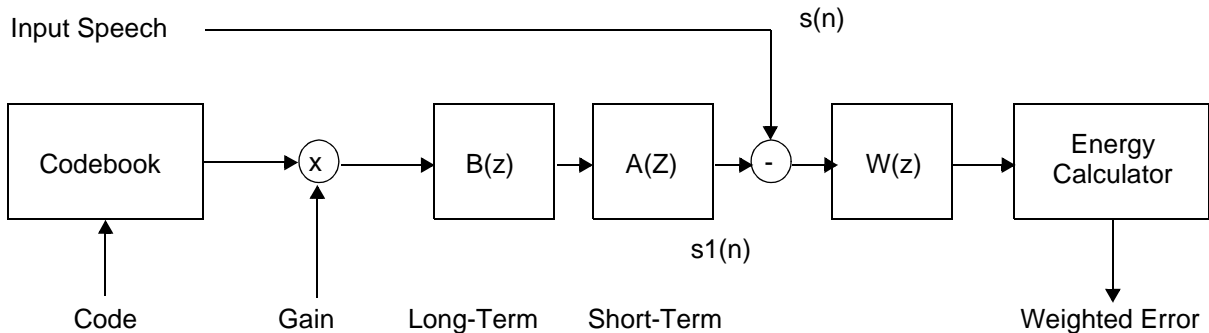 s(n)
Input Speech
Codebook
x
B(z)
A(Z)
-
W(z)
Energy
Calculator
s1(n)
Code
Gain
Long-Term
Short-Term
Weighted Error